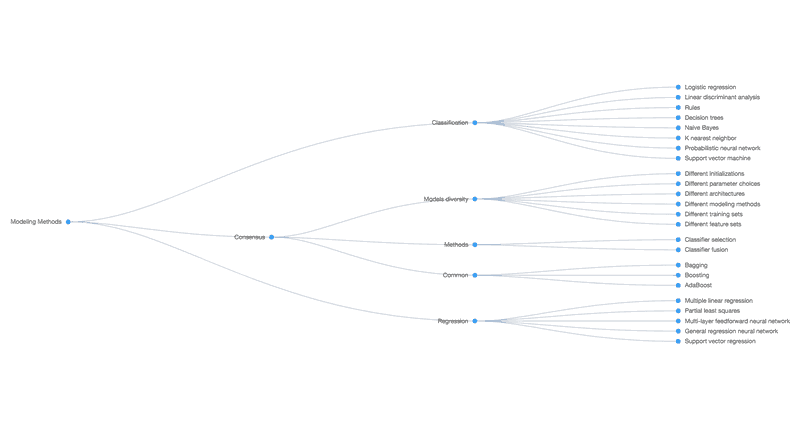 Modeling Methods
Classification
Logistic regression
Linear discriminant analysis
Rules
Decision trees
Naive Bayes
K nearest neighbor
Probabilistic neural network
Support vector machine
Consensus
Models diversity
Different initializations
Different parameter choices
Different architectures
Different modeling methods
Different training sets
Different feature sets
Methods
Classifier selection
Classifier fusion
Common
Bagging
Boosting
AdaBoost
Regression
Multiple linear regression
Partial least squares
Multi-layer feedforward neural network
General regression neural network
Support vector regression